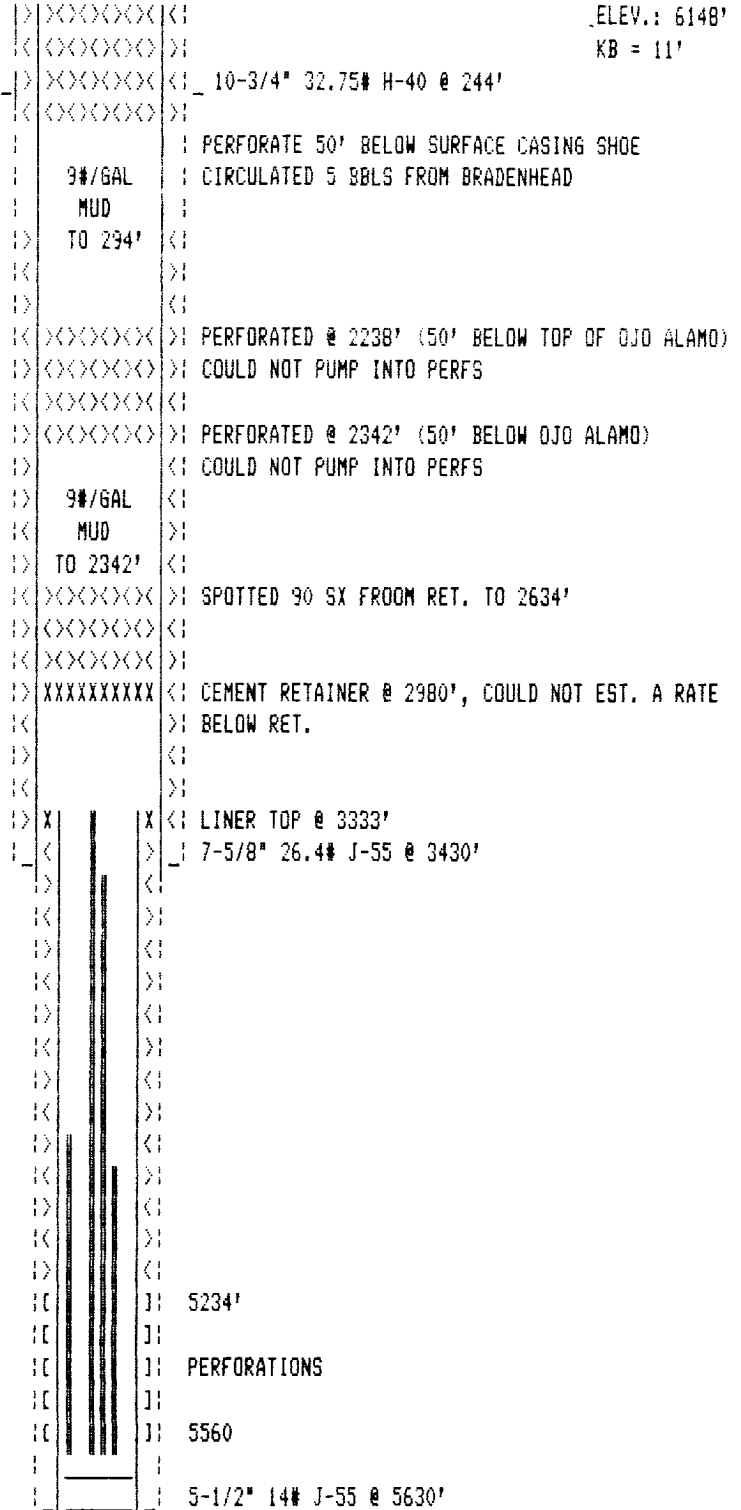 ELEV.: 6148'
KB = 11'
10-3/4" 32.75# H-40 @ 244'
PERFORATE 50' BELOW SURFACE CASING SHOE
9#/GAL CIRCULATED 5 BBLS FROM BRADENHEAD
MUD
TO 294'
PERFORATED @ 2238' (50' BELOW TOP OF OJO ALAMO)
COULD NOT PUMP INTO PERFS
PERFORATED @ 2342' (50' BELOW OJO ALAMO)
COULD NOT PUMP INTO PERFS
9#/GAL
MUD
TO 2342'
SPOTTED 90 SX FROOM RET. TO 2634'
XXXXXXXXXX CEMENT RETAINER @ 2980', COULD NOT EST. A RATE
BELOW RET.
X X LINER TOP @ 3333'
7-5/8" 26.4# J-55 @ 3430'
5234'
PERFORATIONS
5560
5-1/2" 14# J-55 @ 5630'